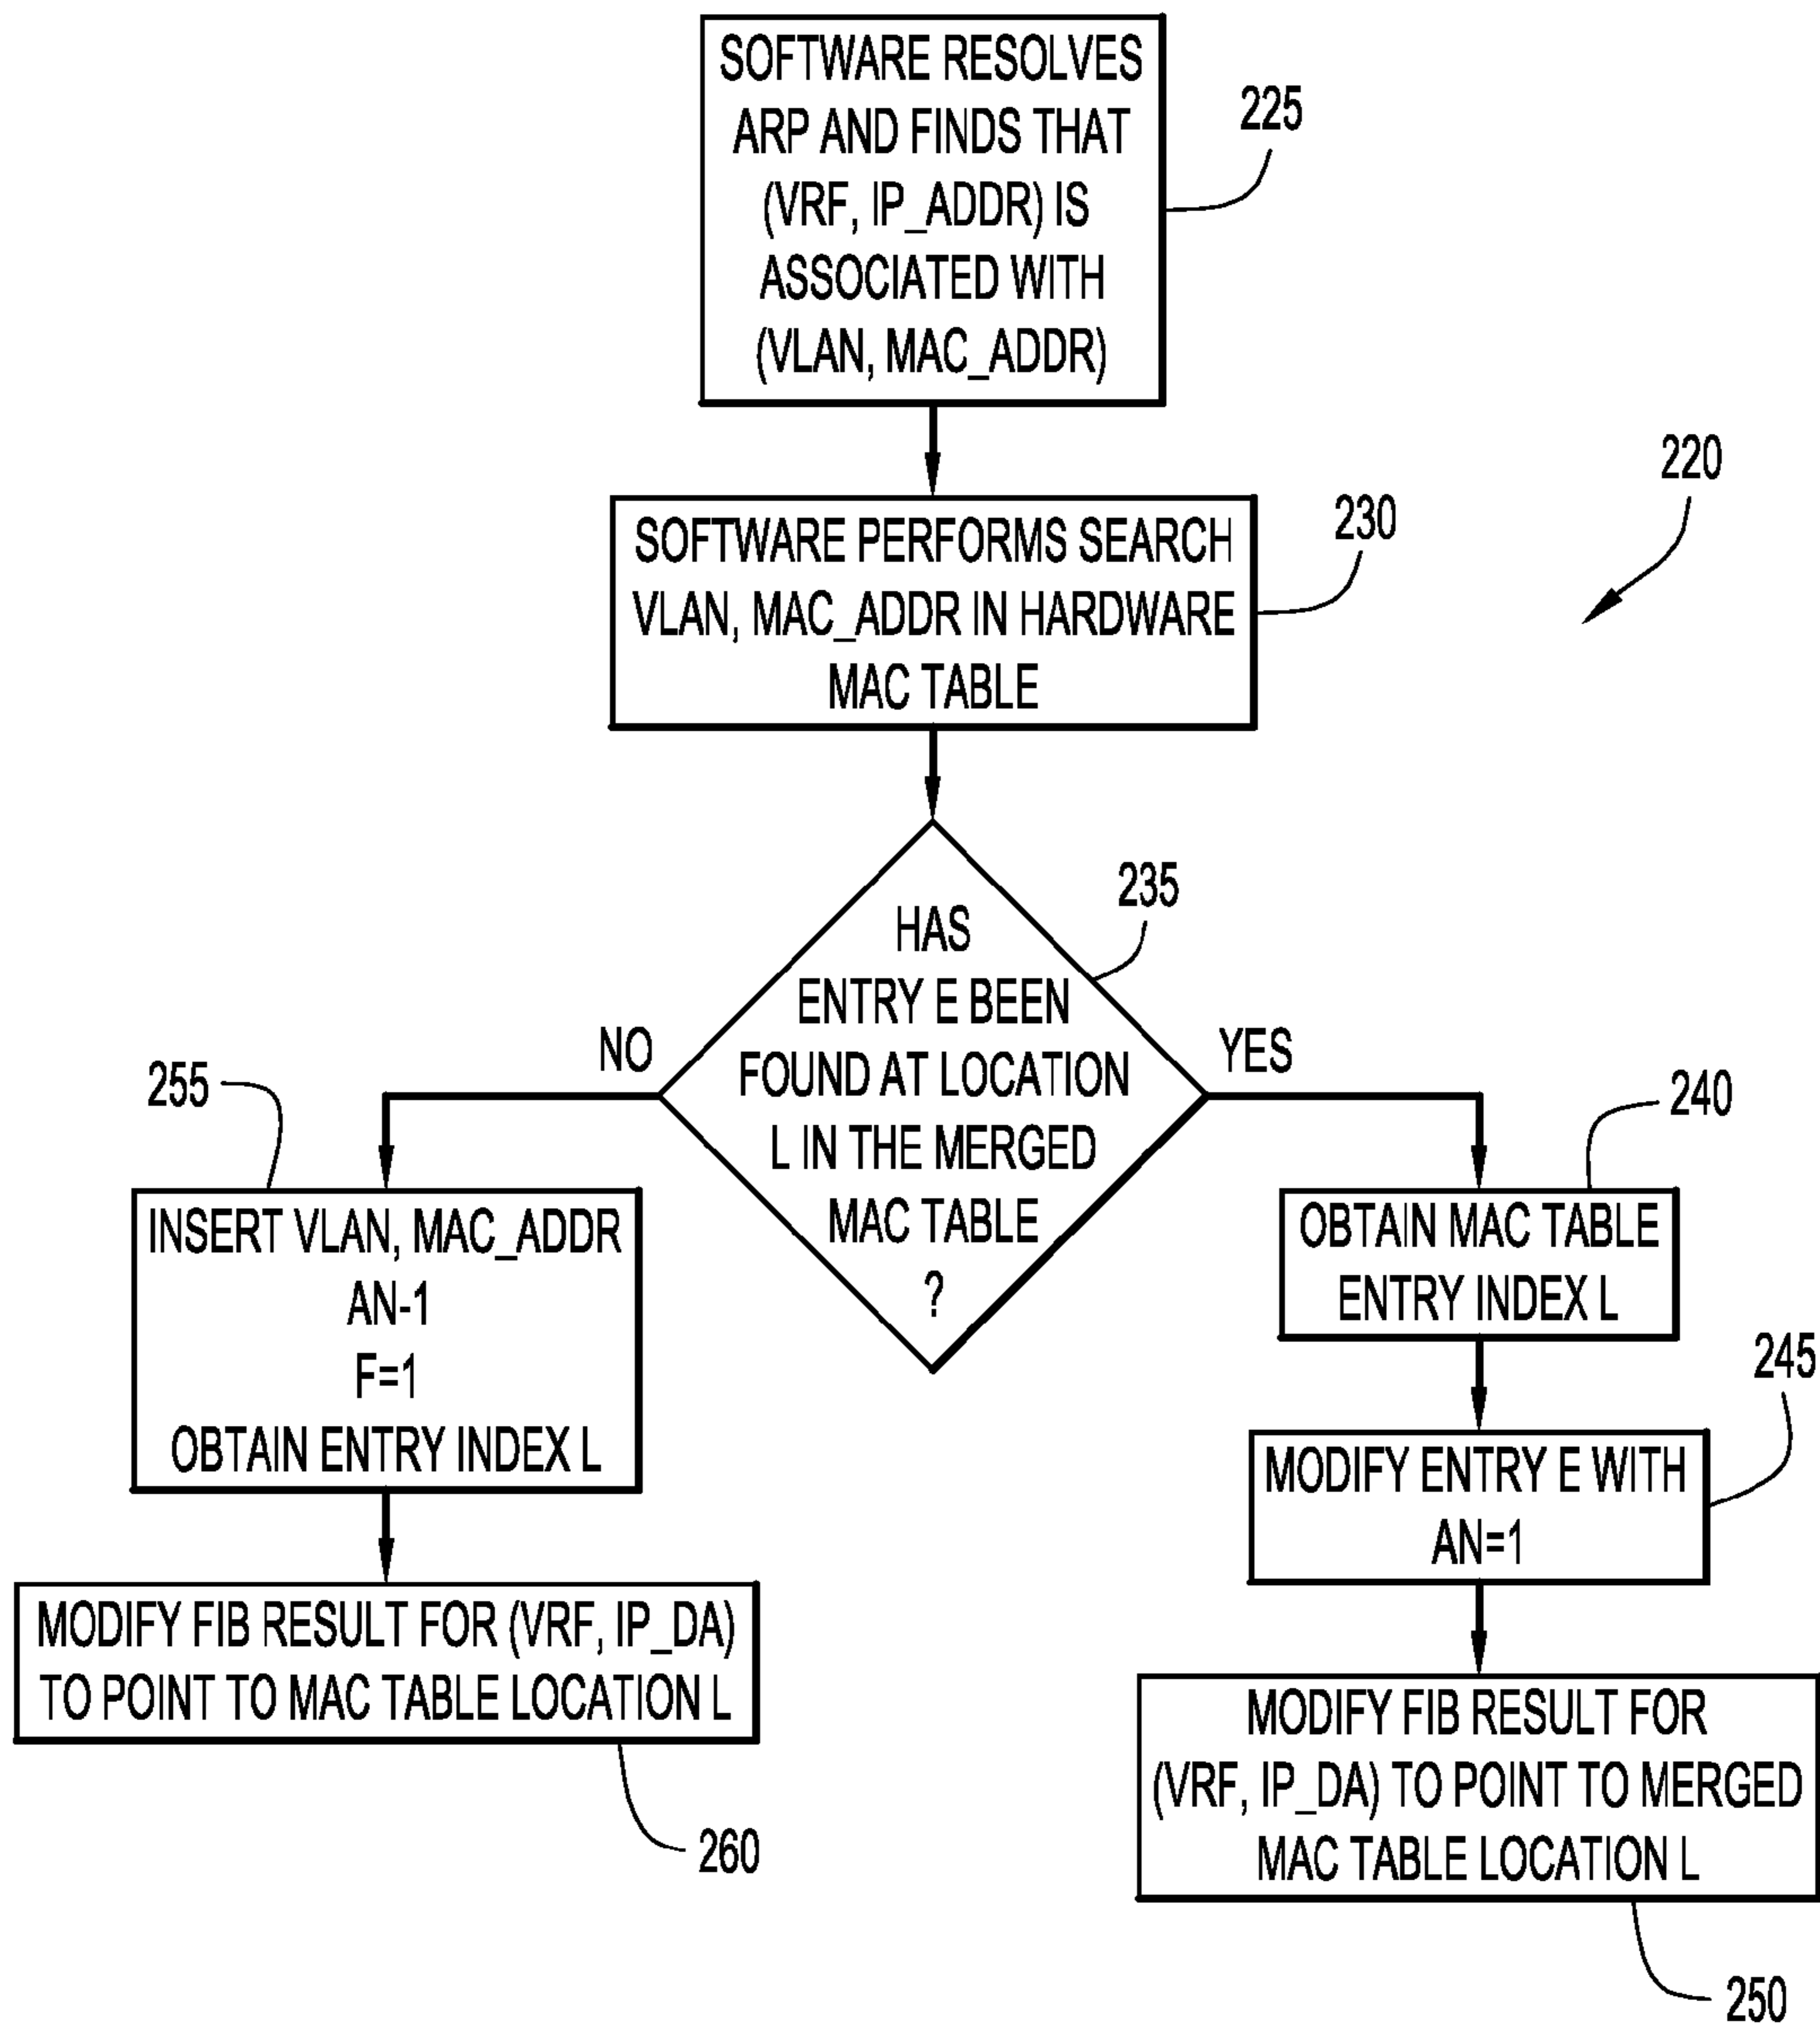 SOFTWARE RESOLVES
ARP AND FINDS THAT
(VRF, IP_ADDR) IS
ASSOCIATED WITH
(VLAN, MAC_ADDR)
225
220
SOFTWARE PERFORMS SEARCH
VLAN, MAC_ADDR IN HARDWARE
MAC TABLE
230
HAS
ENTRY E BEEN
FOUND AT LOCATION
L IN THE MERGED
MAC TABLE
?
235
NO
YES
255
INSERT VLAN, MAC_ADDR
AN-1
F=1
OBTAIN ENTRY INDEX L
240
OBTAIN MAC TABLE
ENTRY INDEX L
245
MODIFY ENTRY E WITH
AN=1
MODIFY FIB RESULT FOR (VRF, IP_DA)
TO POINT TO MAC TABLE LOCATION L
260
MODIFY FIB RESULT FOR
(VRF, IP_DA) TO POINT TO MERGED
MAC TABLE LOCATION L
250